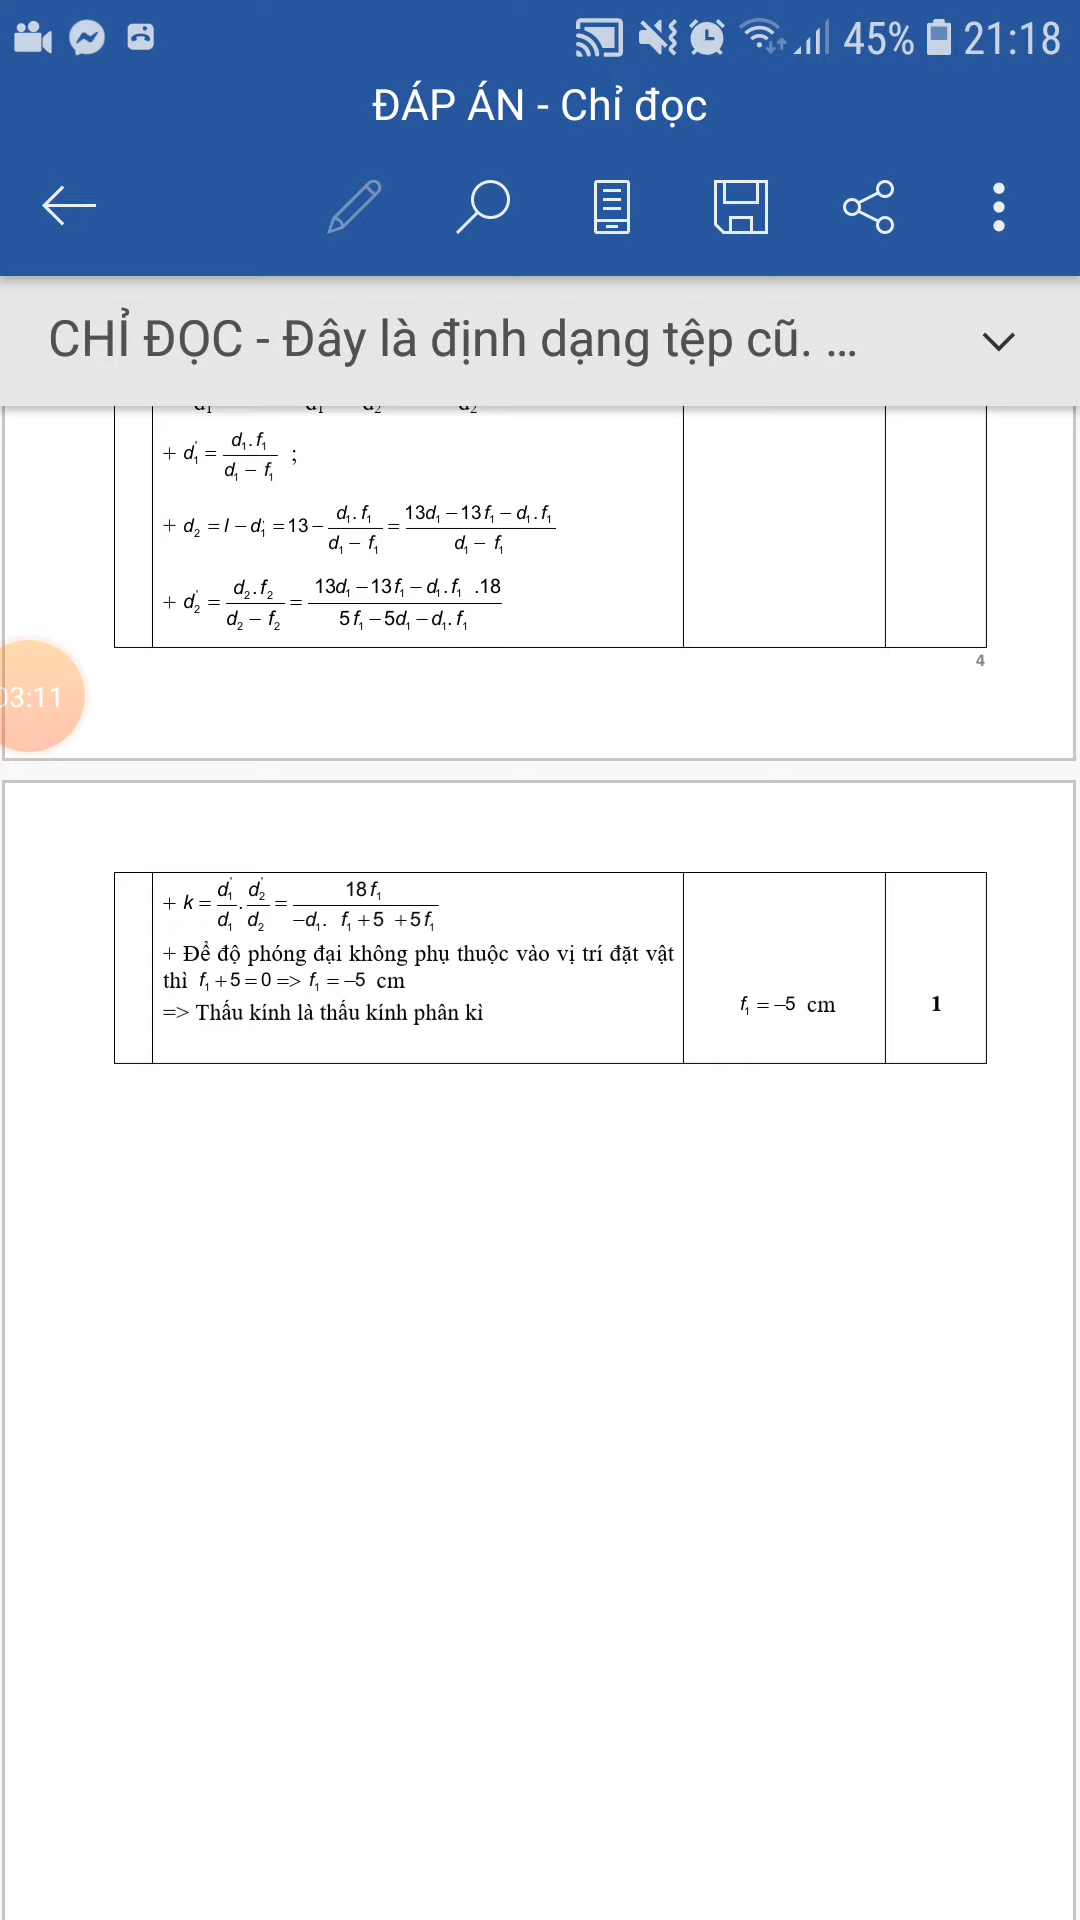 45% 21:18
ĐÁP ÁN - Chỉ đọc
CHỈ ĐỌC - Đây là định dạng tệp cũ. ...
+ d₁' = d₁.f₁ / (d₁ − f₁) ;
+ d₂ = l − d₁' = 13 − d₁.f₁ / (d₁ − f₁) = (13d₁ − 13f₁ − d₁.f₁) / (d₁ − f₁)
+ d₂' = d₂.f₂ / (d₂ − f₂) = 13d₁ − 13f₁ − d₁.f₁ .18 / (5f₁ − 5d₁ − d₁.f₁)
4
03:11
+ k = d₁'/d₁ . d₂'/d₂ = 18f₁ / (−d₁. f₁ + 5 + 5f₁)
+ Để độ phóng đại không phụ thuộc vào vị trí đặt vật
thì f₁ + 5 = 0 => f₁ = −5 cm
=> Thấu kính là thấu kính phân kì
f₁ = −5 cm
1